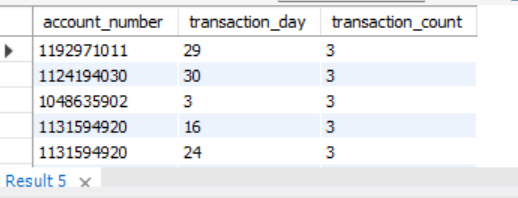 account_number transaction_day transaction_count
1192971011 29 3
1124194030 30 3
1048635902 3 3
1131594920 16 3
1131594920 24 3
Result 5 ×